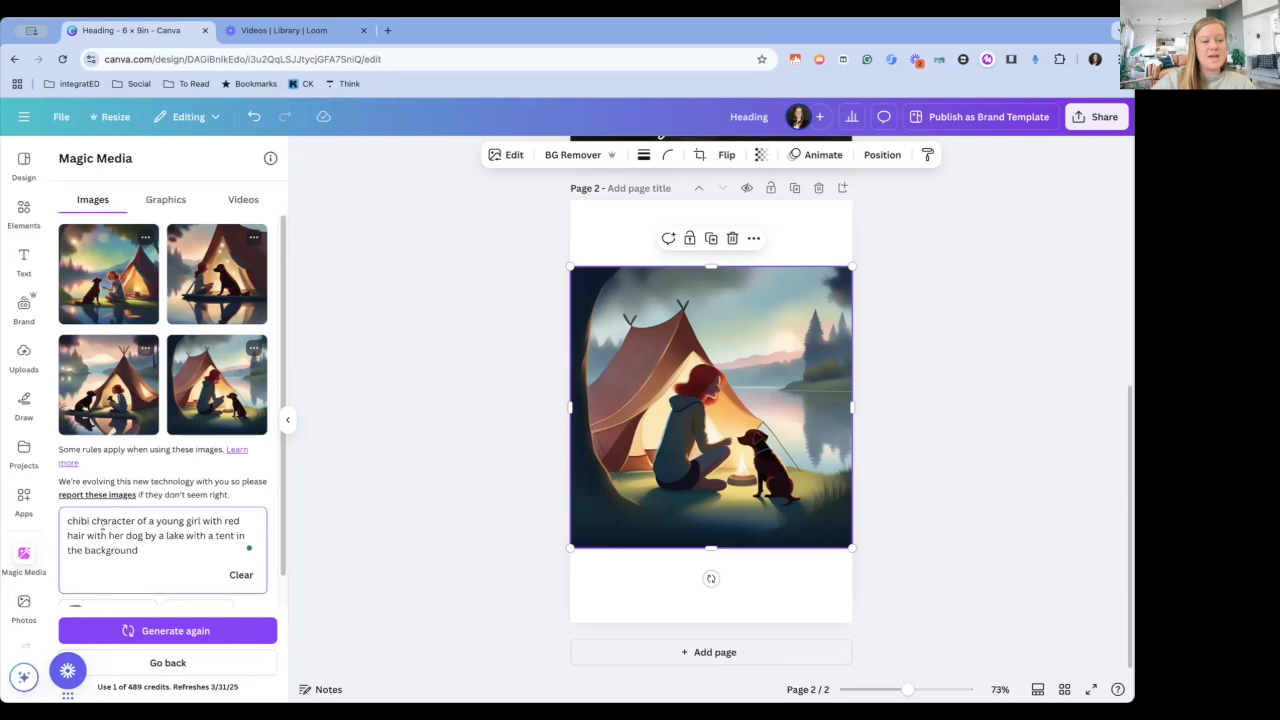 Heading - 6 × 9in - Canva
Videos | Library | Loom
canva.com/design/DAGiBnIkEdo/i3u2QqLSJJtycjGFA7SniQ/edit
integratED
Social
To Read
Bookmarks
CK
Think
File
Resize
Editing
Heading
Publish as Brand Template
Share
Design
Elements
Text
Brand
Uploads
Draw
Projects
Apps
Magic Media
Photos
Magic Media
Images
Graphics
Videos
Some rules apply when using these images. Learn
more
We're evolving this new technology with you so please
report these images if they don't seem right.
chibi character of a young girl with red
hair with her dog by a lake with a tent in
the background
Clear
Generate again
Go back
Use 1 of 489 credits. Refreshes 3/31/25
Edit
BG Remover
Flip
Animate
Position
Page 2 - Add page title
+ Add page
Notes
Page 2 / 2
73%